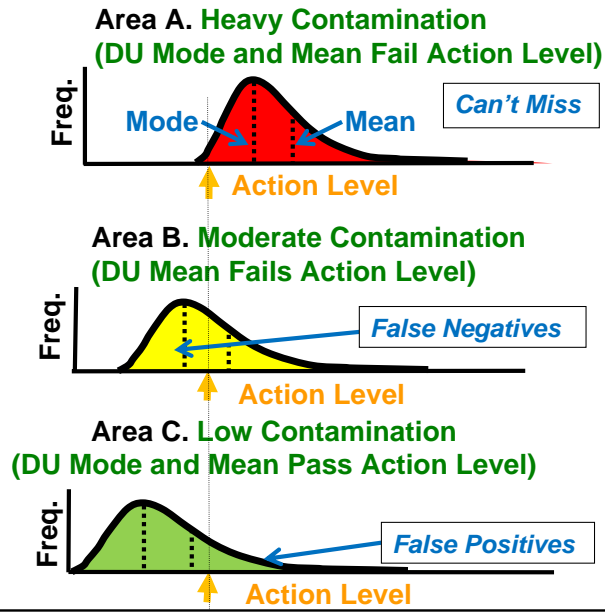 Area A. Heavy Contamination
(DU Mode and Mean Fail Action Level)
Freq.
Can't Miss
Mode
Mean
Action Level
Area B. Moderate Contamination
(DU Mean Fails Action Level)
Freq.
False Negatives
Action Level
Area C. Low Contamination
(DU Mode and Mean Pass Action Level)
Freq.
False Positives
Action Level